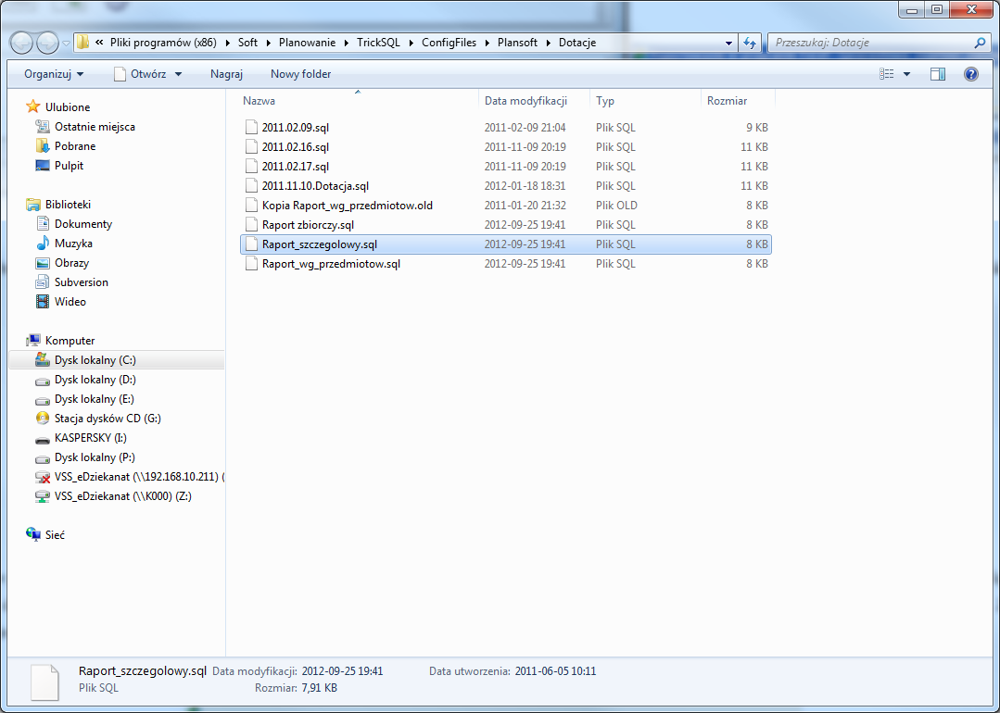 « Pliki programów (x86) Soft Planowanie TrickSQL ConfigFiles Plansoft Dotacje Przeszukaj: Dotacje
Organizuj Otwórz Nagraj Nowy folder
Ulubione
Ostatnie miejsca
Pobrane
Pulpit
Biblioteki
Dokumenty
Muzyka
Obrazy
Subversion
Wideo
Komputer
Dysk lokalny (C:)
Dysk lokalny (D:)
Dysk lokalny (E:)
Stacja dysków CD (G:)
KASPERSKY (I:)
Dysk lokalny (P:)
VSS_eDziekanat (\\192.168.10.211) (
VSS_eDziekanat (\\K000) (Z:)
Sieć
Nazwa Data modyfikacji Typ Rozmiar
2011.02.09.sql 2011-02-09 21:04 Plik SQL 9 KB
2011.02.16.sql 2011-11-09 20:19 Plik SQL 11 KB
2011.02.17.sql 2011-11-09 20:19 Plik SQL 11 KB
2011.11.10.Dotacja.sql 2012-01-18 18:31 Plik SQL 11 KB
Kopia Raport_wg_przedmiotow.old 2011-01-20 21:32 Plik OLD 8 KB
Raport zbiorczy.sql 2012-09-25 19:41 Plik SQL 8 KB
Raport_szczegolowy.sql 2012-09-25 19:41 Plik SQL 8 KB
Raport_wg_przedmiotow.sql 2012-09-25 19:41 Plik SQL 8 KB
Raport_szczegolowy.sql Data modyfikacji: 2012-09-25 19:41 Data utworzenia: 2011-06-05 10:11
Plik SQL Rozmiar: 7,91 KB